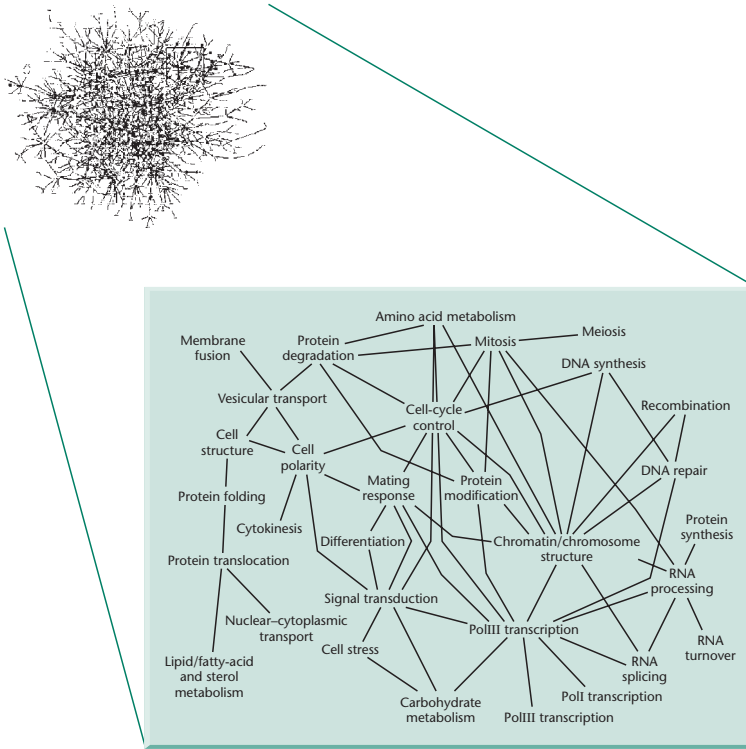 Amino acid metabolism
Meiosis
Membrane
fusion
Protein
degradation
Mitosis
DNA synthesis
Vesicular transport
Cell-cycle
control
Recombination
Cell
structure
Cell
polarity
DNA repair
Mating
response
Protein
modification
Protein folding
Cytokinesis
Differentiation
Chromatin/chromosome
structure
Protein
synthesis
Protein translocation
RNA
processing
Signal transduction
Nuclear–cytoplasmic
transport
PolIII transcription
Cell stress
RNA
turnover
Lipid/fatty-acid
and sterol
metabolism
RNA
splicing
Carbohydrate
metabolism
PolI transcription
PolIII transcription